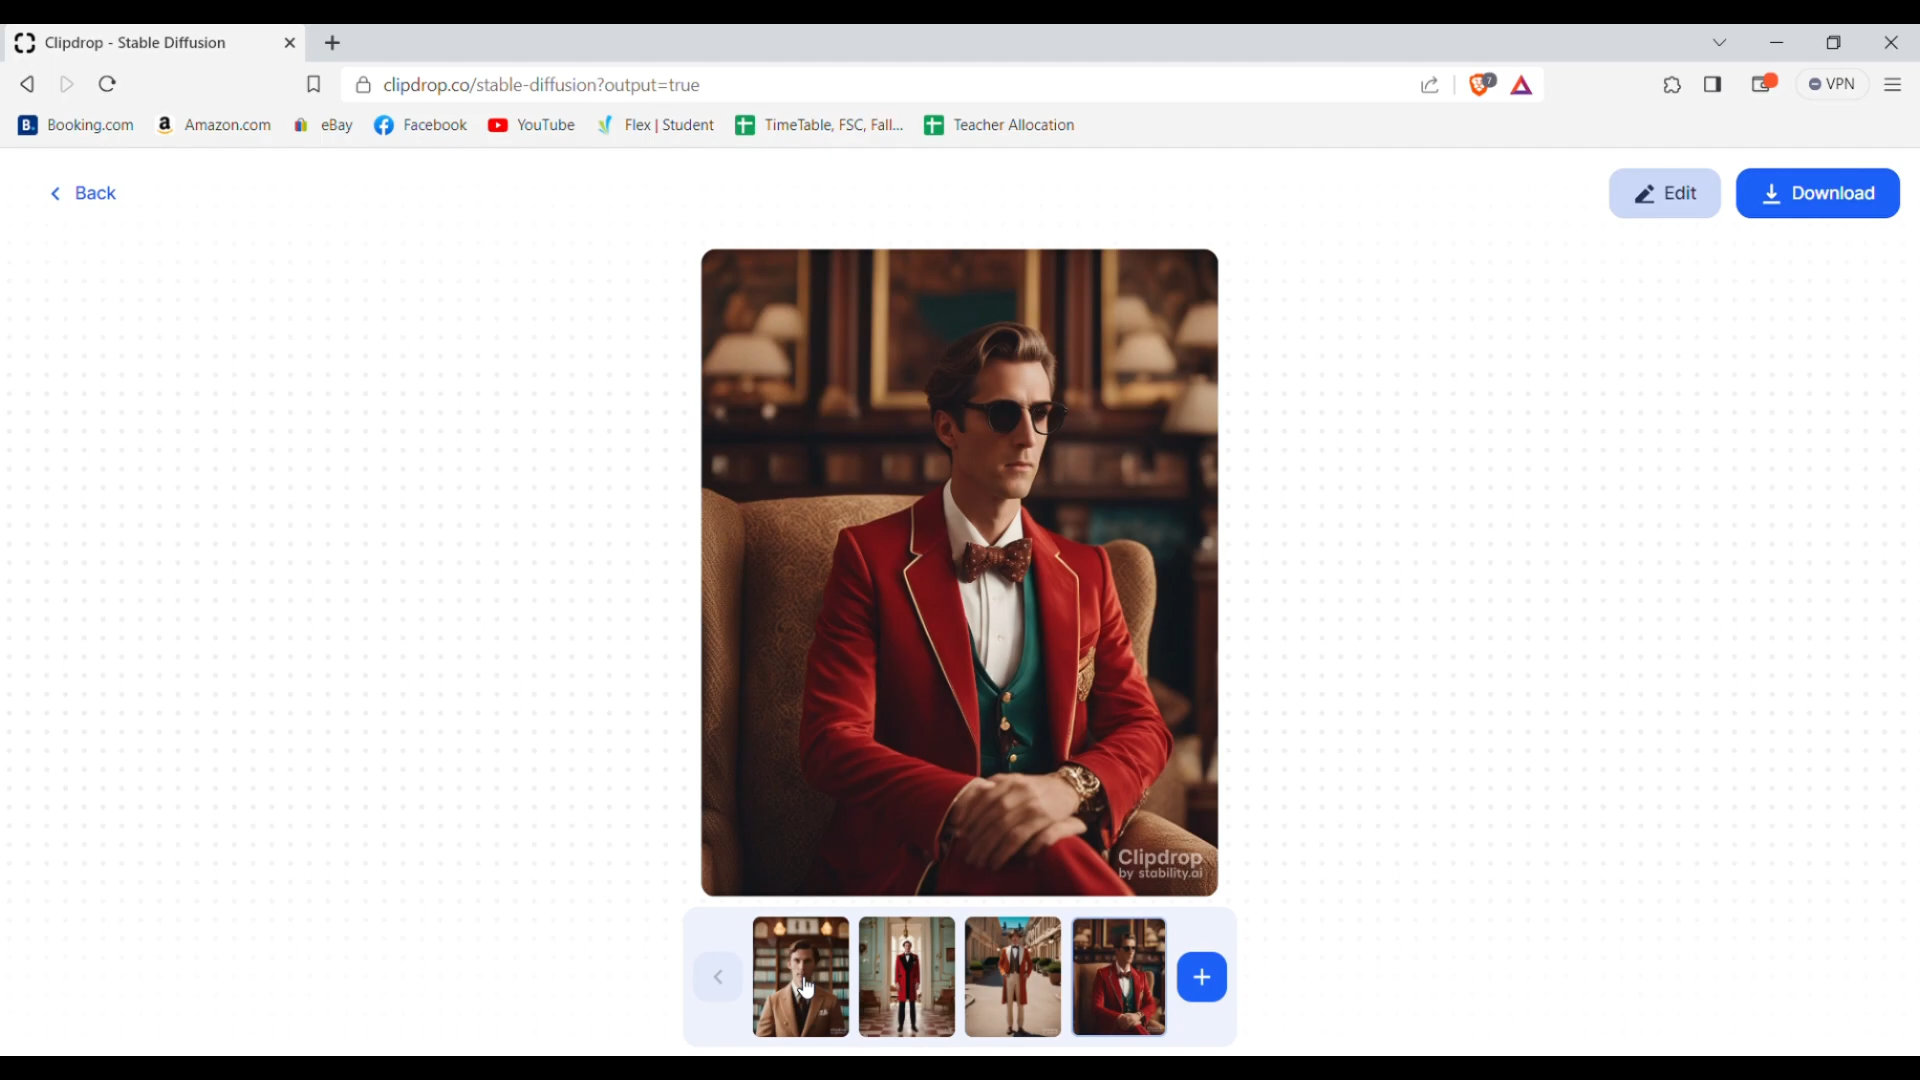 Clipdrop - Stable Diffusion
clipdrop.co/stable-diffusion?output=true
7
VPN
B. Booking.com
a Amazon.com
eBay
Facebook
YouTube
Flex | Student
TimeTable, FSC, Fall...
Teacher Allocation
Back
Edit
Download
Clipdrop
by stability.ai